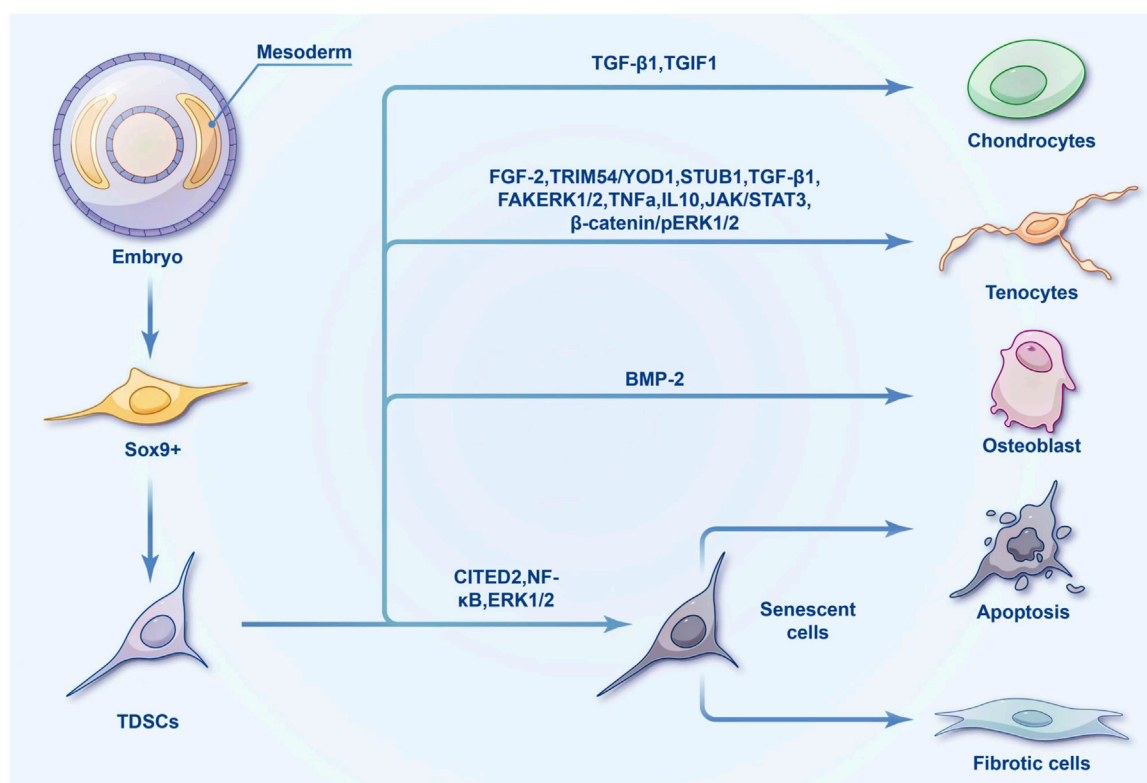 Mesoderm
Embryo
Sox9+
TDSCs
TGF-β1,TGIF1
Chondrocytes
FGF-2,TRIM54/YOD1,STUB1,TGF-β1,
FAKERK1/2,TNFa,IL10,JAK/STAT3,
β-catenin/pERK1/2
Tenocytes
BMP-2
Osteoblast
CITED2,NF-
κB,ERK1/2
Senescent
cells
Apoptosis
Fibrotic cells